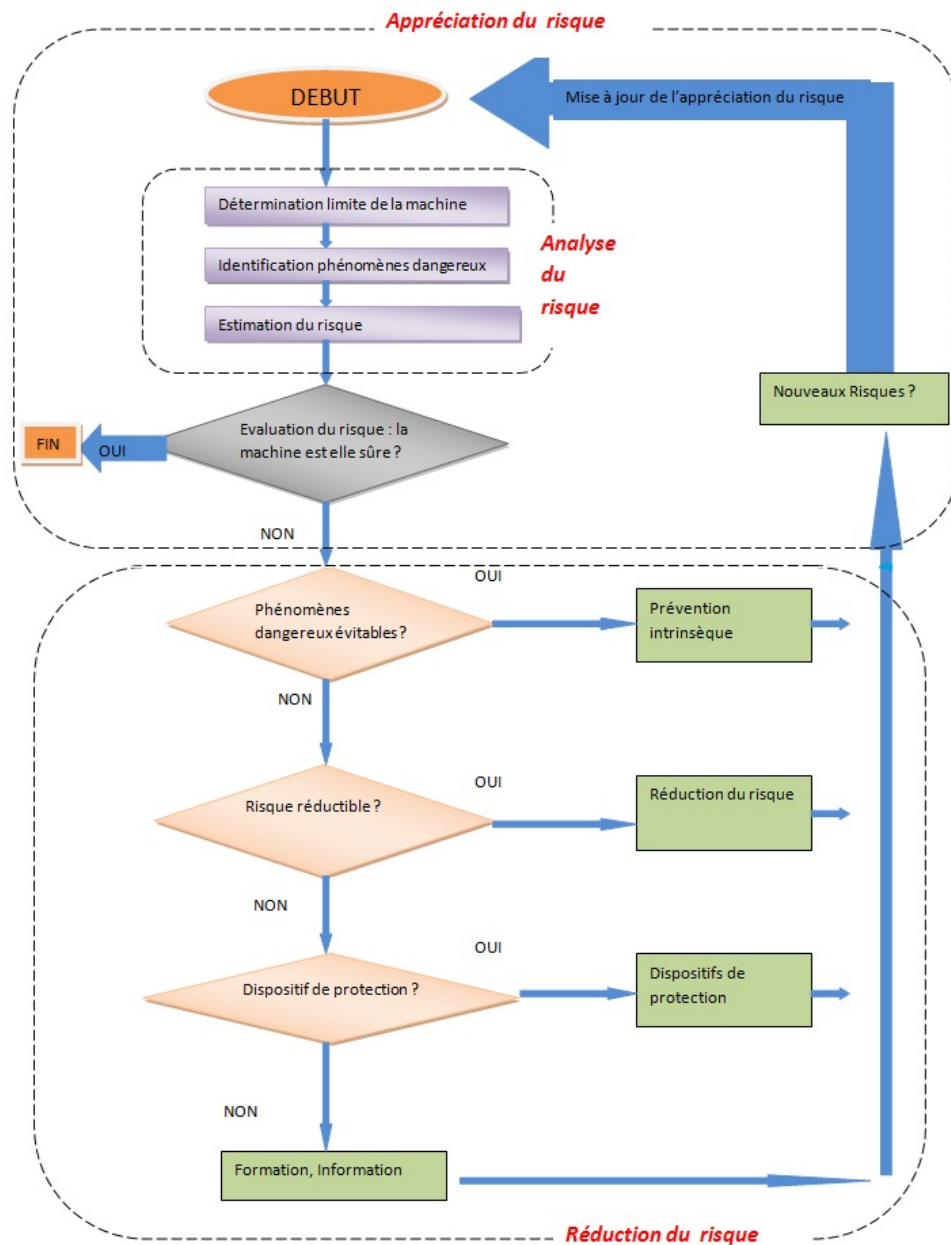 Appréciation du risque
DEBUT
Mise à jour de l'appréciation du risque
Détermination limite de la machine
Identification phénomènes dangereux
Estimation du risque
Analyse
du
risque
Nouveaux Risques ?
Evaluation du risque : la
machine est elle sûre ?
FIN
OUI
NON
Phénomènes
dangereux évitables ?
OUI
Prévention
intrinsèque
NON
Risque réductible ?
OUI
Réduction du risque
NON
Dispositif de protection ?
OUI
Dispositifs de
protection
NON
Formation, Information
Réduction du risque